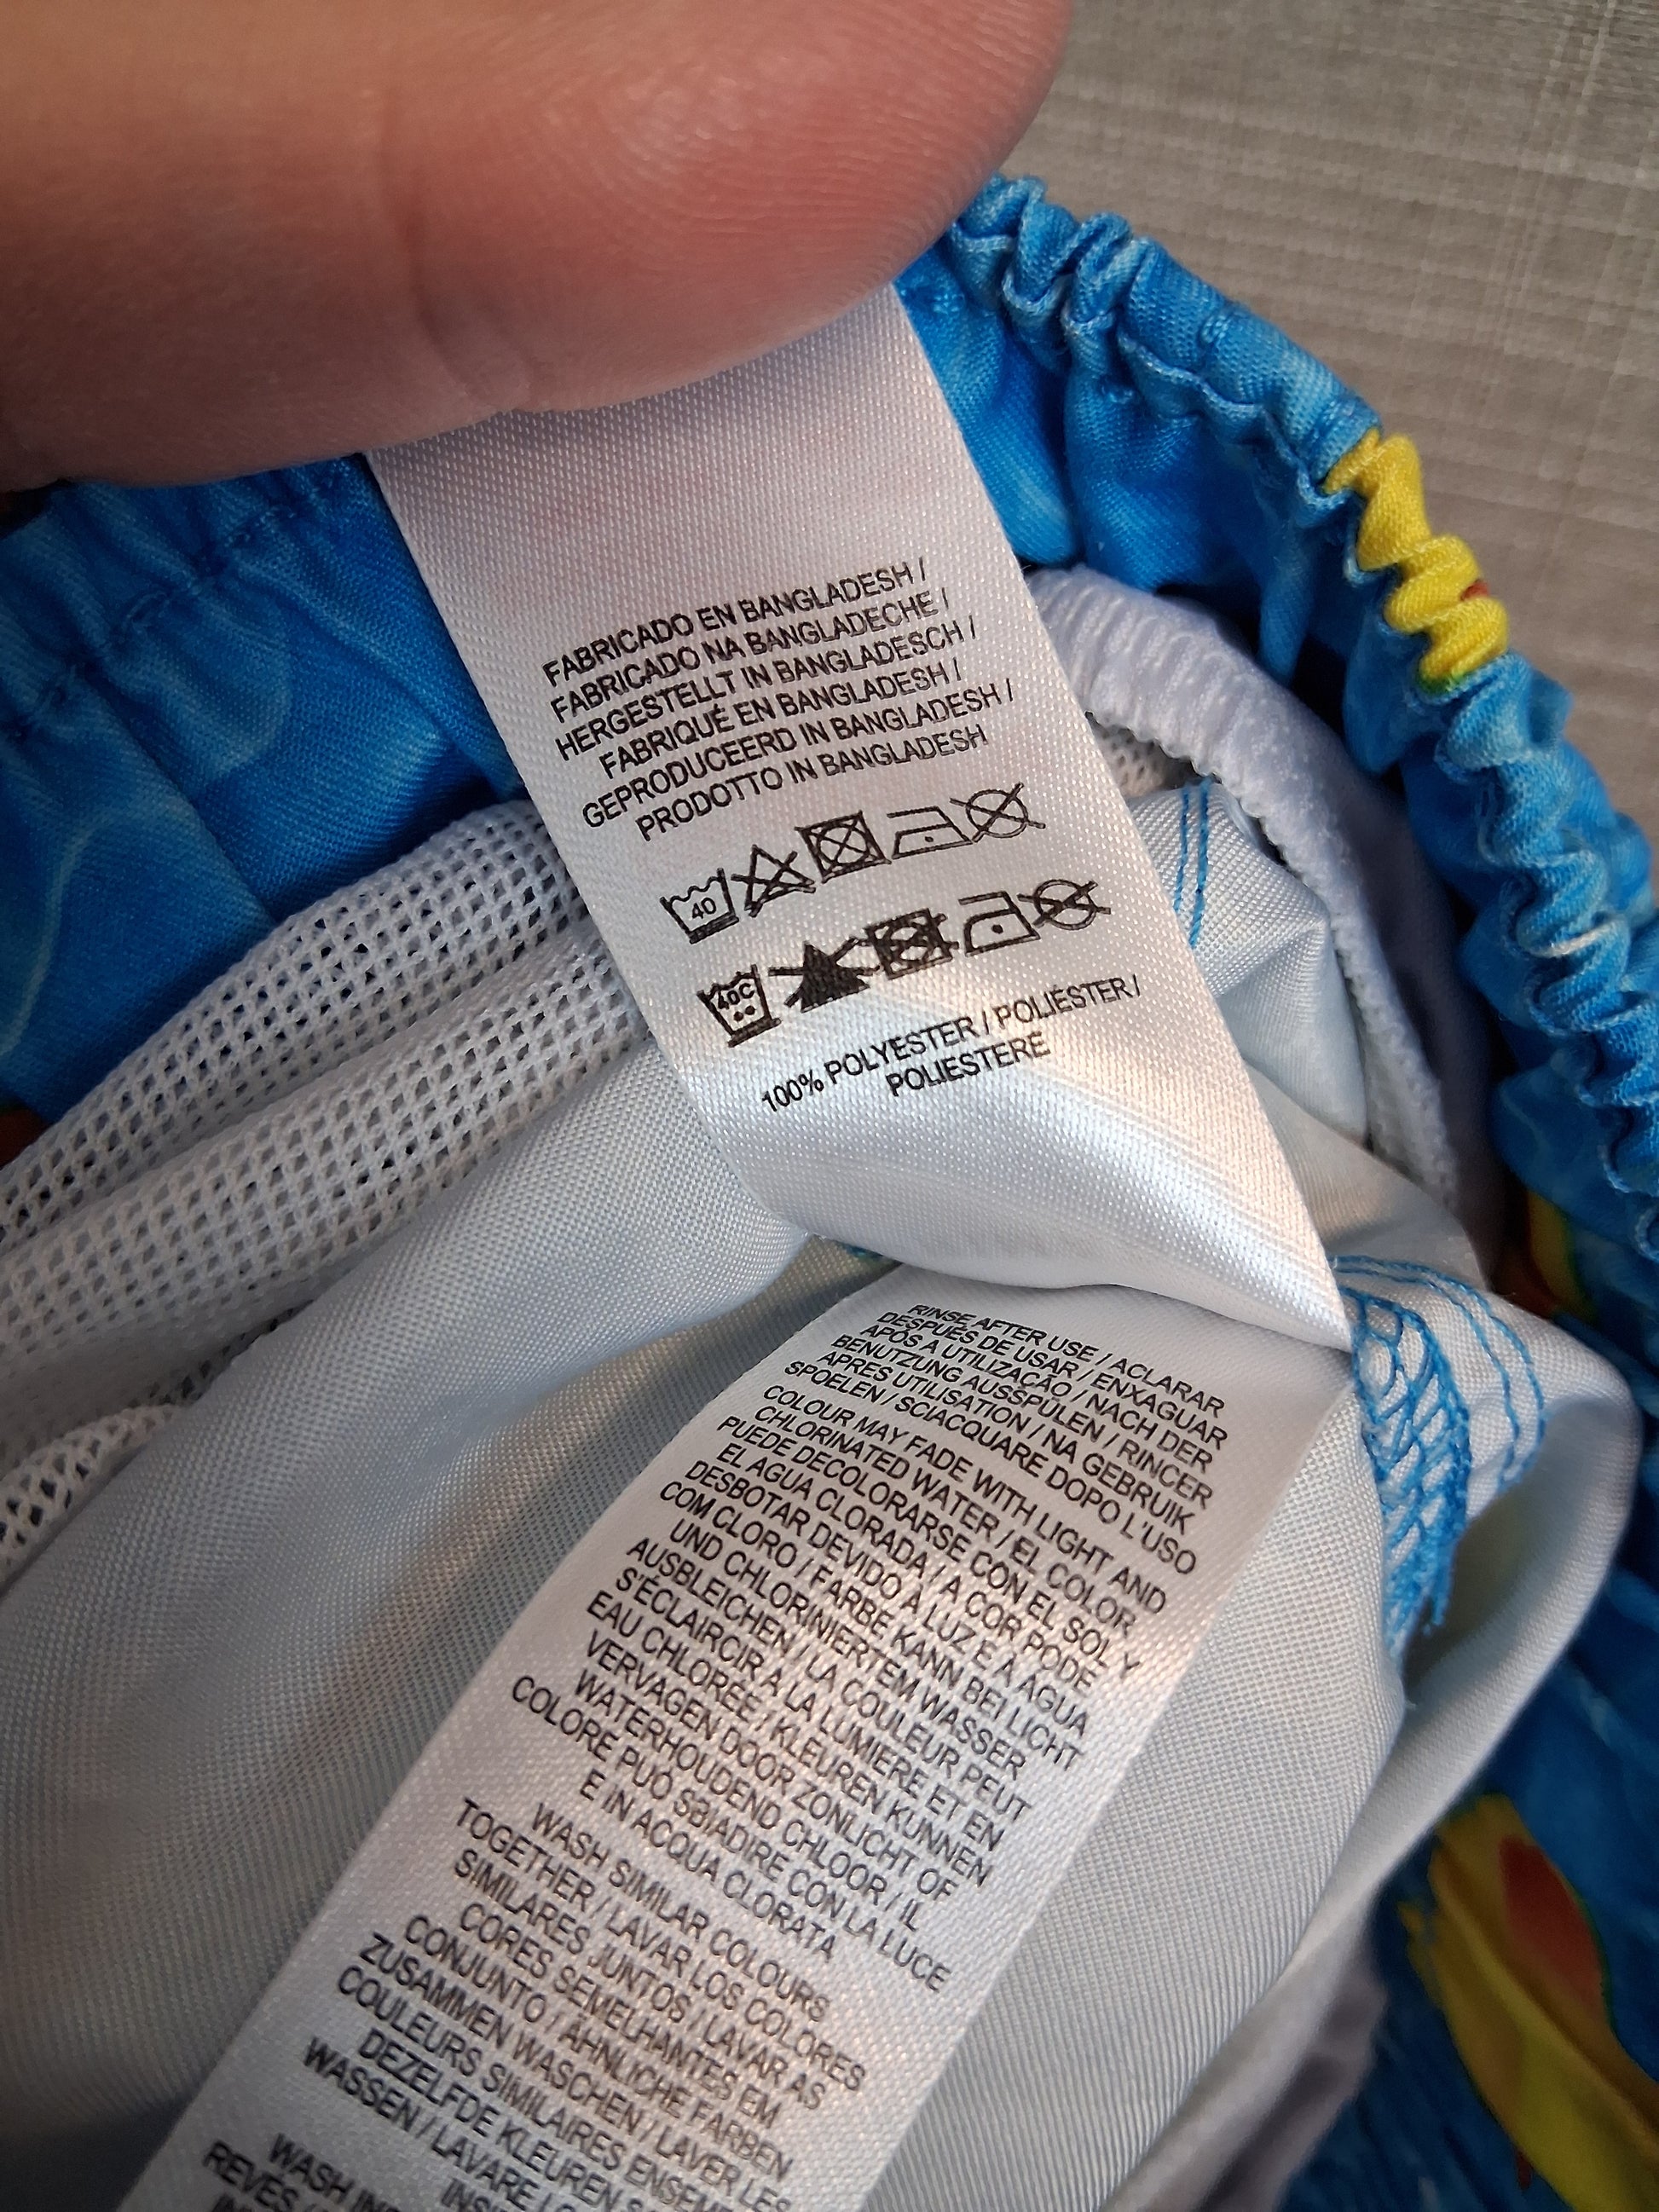 FABRICADO EN BANGLADESH /
FABRICADO NA BANGLADECHE /
HERGESTELLT IN BANGLADESCH /
FABRIQUÉ EN BANGLADESH /
GEPRODUCEERD IN BANGLADESH /
PRODOTTO IN BANGLADESH
40
40C
100% POLYESTER / POLIÉSTER /
POLIESTERE
RINSE AFTER USE / ACLARAR
DESPUÉS DE USAR / ENXAGUAR
APÓS A UTILIZAÇÃO / NACH DER
BENUTZUNG AUSSPÜLEN / RINCER
APRES UTILISATION / NA GEBRUIK
SPOELEN / SCIACQUARE DOPO L'USO
COLOUR MAY FADE WITH LIGHT AND
CHLORINATED WATER / EL COLOR
PUEDE DECOLORARSE CON EL SOL Y
EL AGUA CLORADA / A COR PODE
DESBOTAR DEVIDO À LUZ E À AGUA
COM CLORO / FARBE KANN BEI LICHT
UND CHLORINIERTEM WASSER
AUSBLEICHEN / LA COULEUR PEUT
S'ÉCLAIRCIR A LA LUMIERE ET EN
EAU CHLORÉE / KLEUREN KUNNEN
VERVAGEN DOOR ZONLICHT OF
WATERHOUDEND CHLOOR / IL
COLORE PUÒ SBIADIRE CON LA LUCE
E IN ACQUA CLORATA
WASH SIMILAR COLOURS
TOGETHER / LAVAR LOS COLORES
SIMILARES JUNTOS / LAVAR AS
CORES SEMELHANTES EM
CONJUNTO / ÄHNLICHE FARBEN
ZUSAMMEN WASCHEN / LAVER LES
COULEURS SIMILAIRES ENSEMBLE
DEZELFDE KLEUREN
WASSEN / LAVARE
WASH